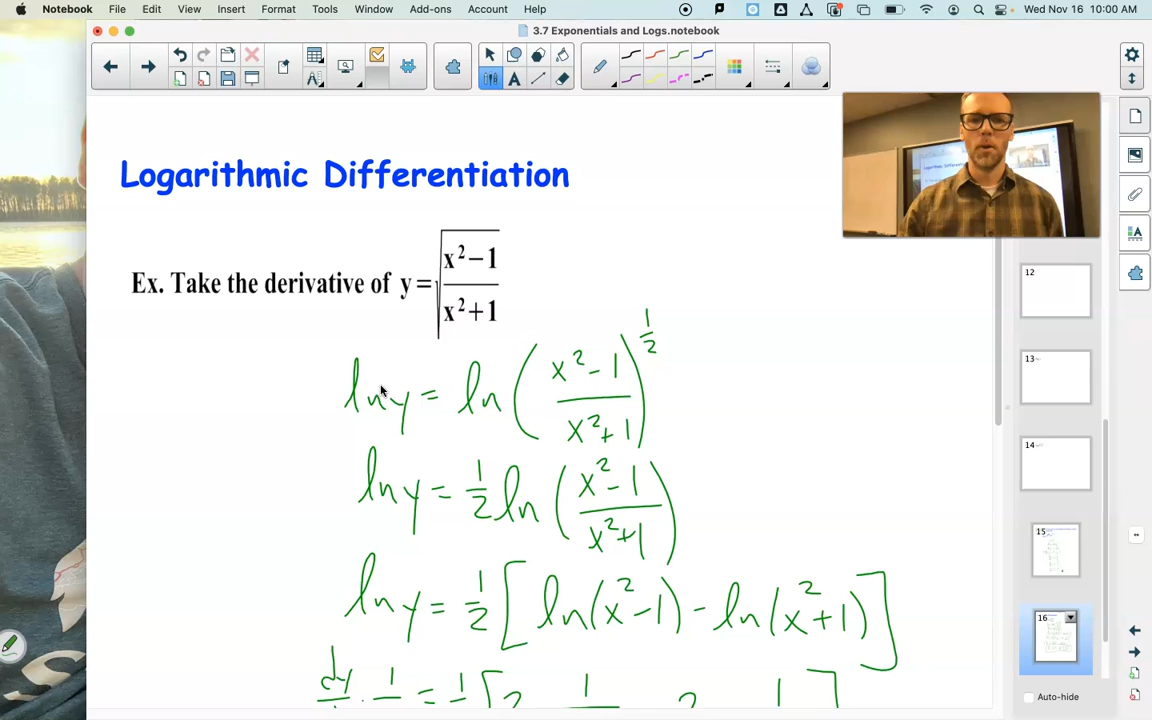 Notebook File Edit View Insert Format Tools Window Add-ons Account Help Wed Nov 16 10:00 AM
3.7 Exponentials and Logs.notebook
Logarithmic Differentiation
Ex. Take the derivative of y = √((x² − 1)/(x² + 1))
ln y = ln ((x² − 1)/(x² + 1))^(1/2)
ln y = 1/2 ln ((x² − 1)/(x² + 1))
ln y = 1/2 [ln(x² − 1) − ln(x² + 1)]
12
13
14
15
16
Auto-hide